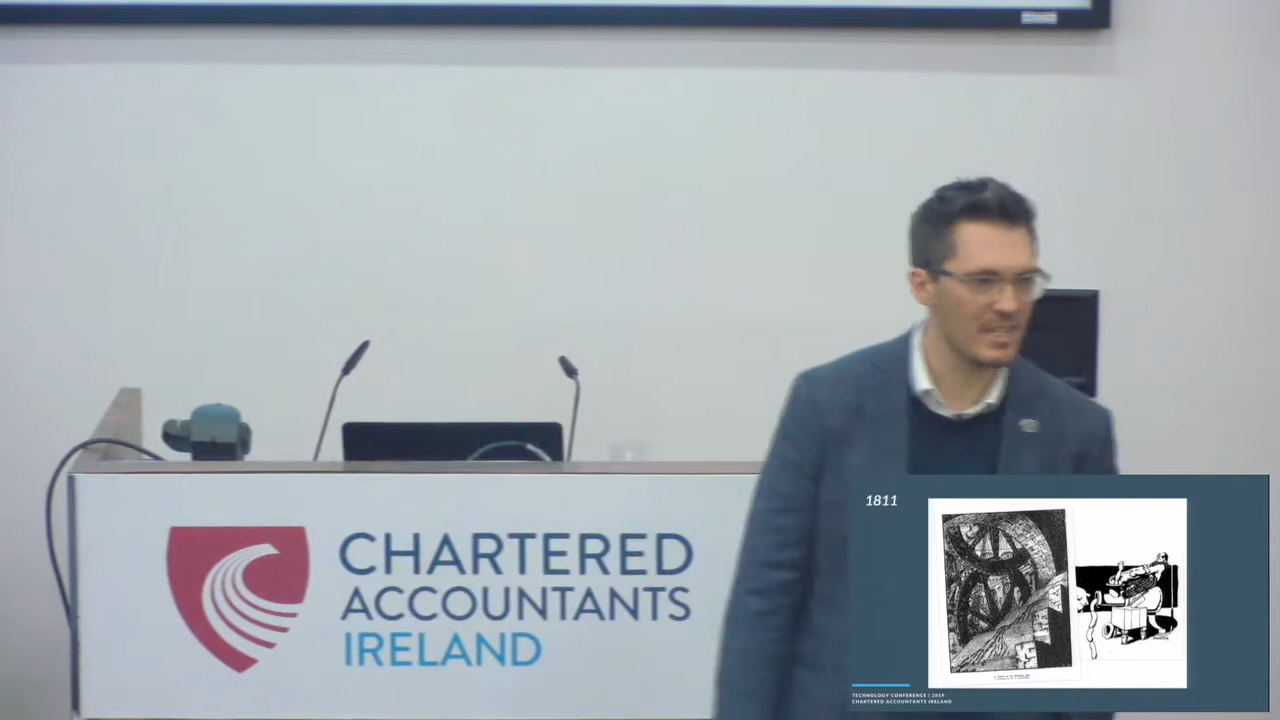 CHARTERED
ACCOUNTANTS
IRELAND
1811
TECHNOLOGY CONFERENCE | 2019
CHARTERED ACCOUNTANTS IRELAND